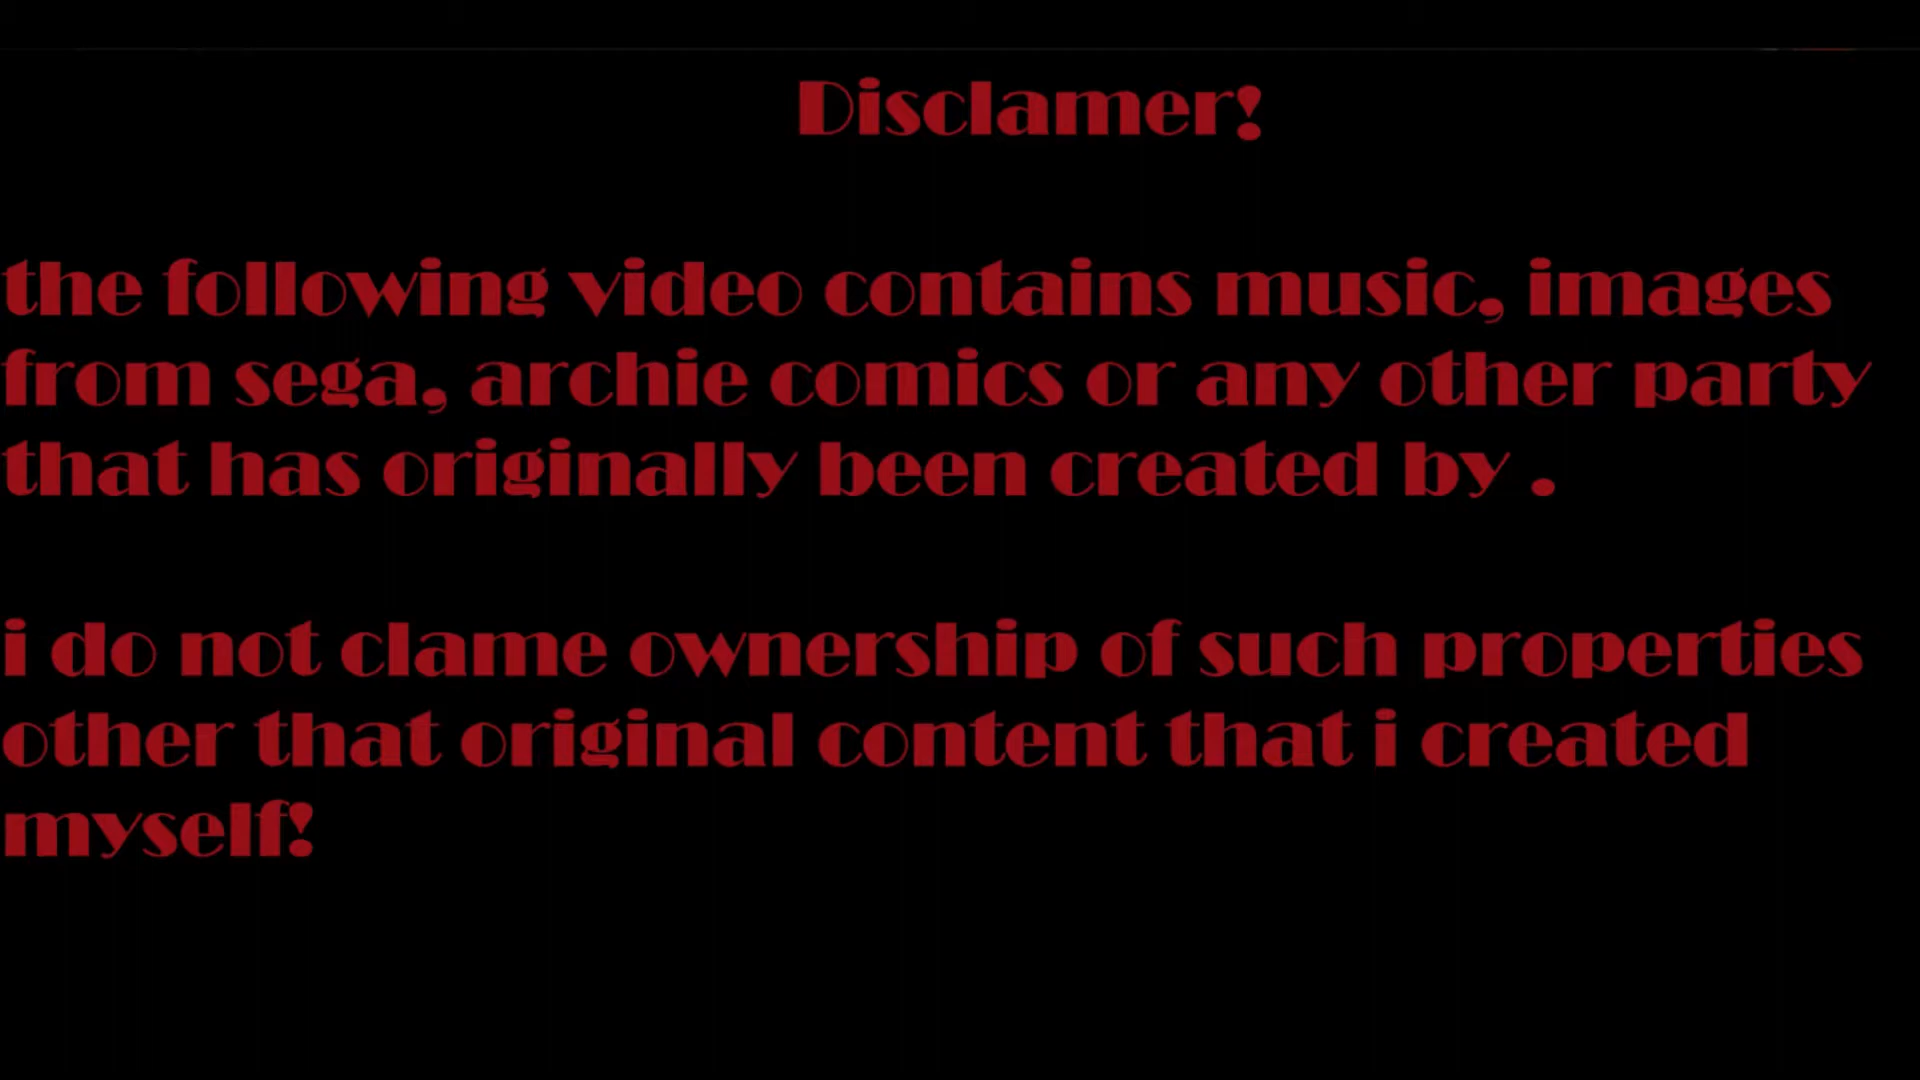 Disclamer!
the following video contains music, images
from sega, archie comics or any other party
that has originally been created by .
i do not clame ownership of such properties
other that original content that i created
myself!